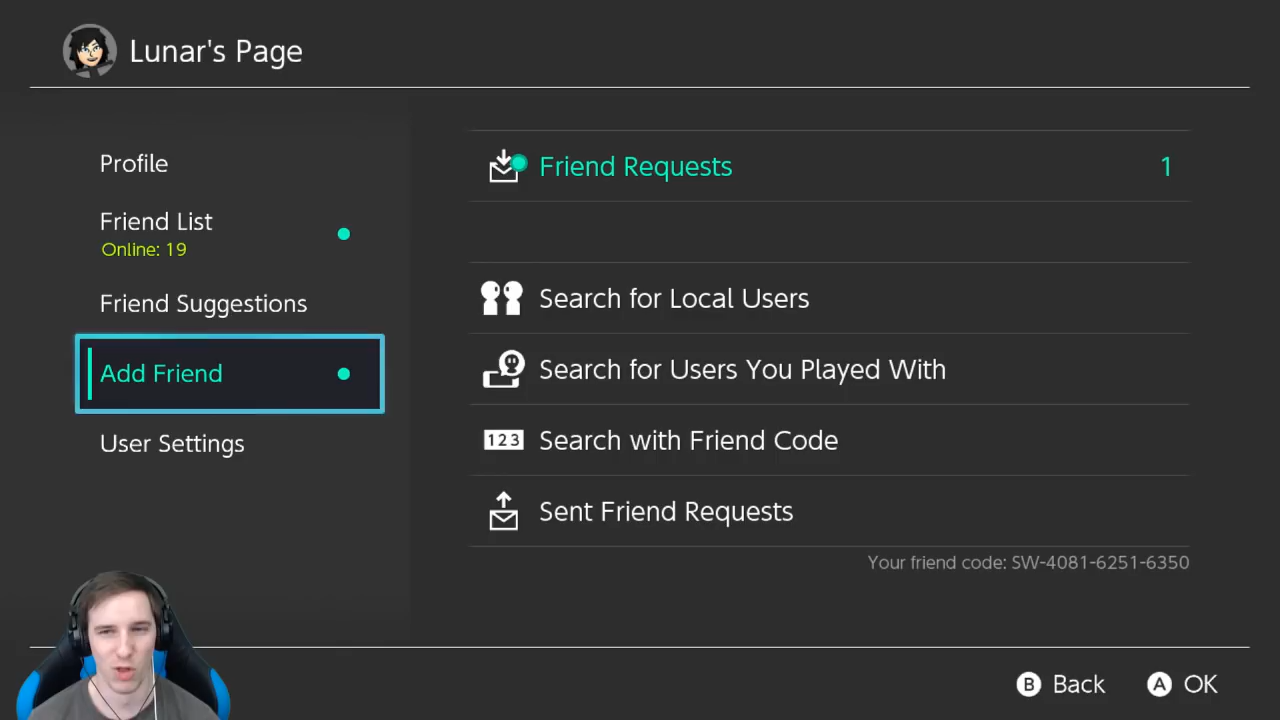 Lunar's Page
Profile
Friend List
Online: 19
Friend Suggestions
Add Friend
User Settings
Friend Requests 1
Search for Local Users
Search for Users You Played With
123 Search with Friend Code
Sent Friend Requests
Your friend code: SW-4081-6251-6350
B Back A OK